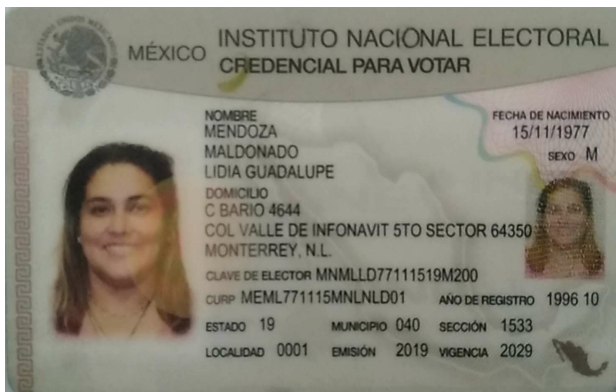 MÉXICO INSTITUTO NACIONAL ELECTORAL
CREDENCIAL PARA VOTAR
NOMBRE
MENDOZA
MALDONADO
LIDIA GUADALUPE
FECHA DE NACIMIENTO
15/11/1977
SEXO M
DOMICILIO
C BARIO 4644
COL VALLE DE INFONAVIT 5TO SECTOR 64350
MONTERREY, N.L.
CLAVE DE ELECTOR MNMLLD77111519M200
CURP MEML771115MNLNLD01 AÑO DE REGISTRO 1996 10
ESTADO 19 MUNICIPIO 040 SECCIÓN 1533
LOCALIDAD 0001 EMISIÓN 2019 VIGENCIA 2029